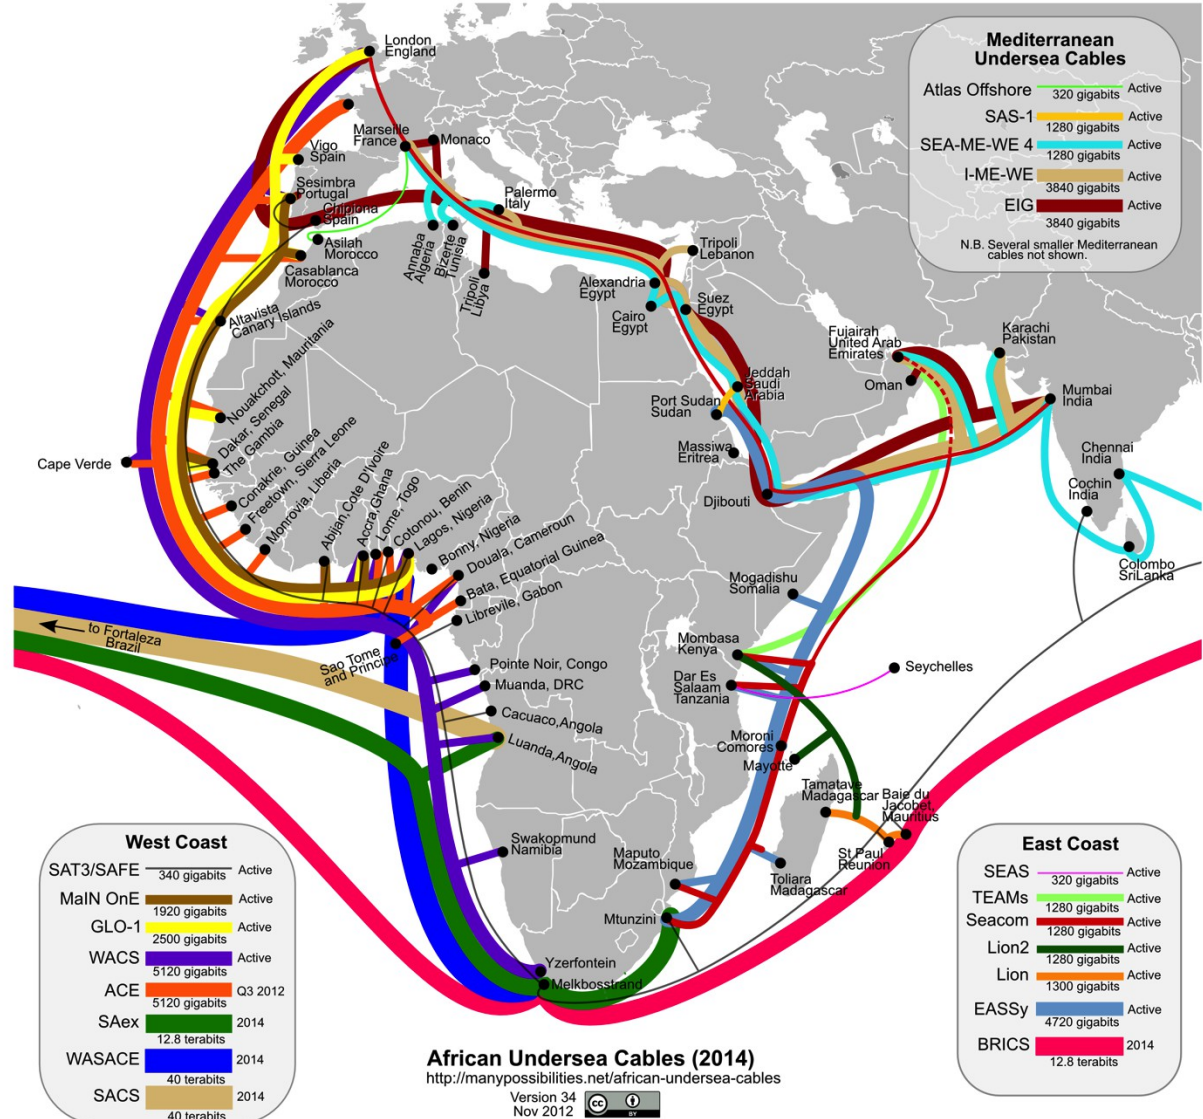 London
England
Marseille
France
Monaco
Vigo
Spain
Sesimbra
Portugal
Chipiona
Spain
Palermo
Italy
Asilah
Morocco
Casablanca
Morocco
Annaba
Algeria
Bizerte
Tunisia
Tripoli
Libya
Tripoli
Lebanon
Alexandria
Egypt
Cairo
Egypt
Suez
Egypt
Altavista
Canary Islands
Nouakchott, Mauritania
Dakar, Senegal
The Gambia
Cape Verde
Conakrie, Guinea
Freetown, Sierra Leone
Monrovia, Liberia
Abijan,Cote D'Ivoire
Accra,Ghana
Lome, Togo
Cotonou, Benin
Lagos, Nigeria
Bonny, Nigeria
Douala, Cameroun
Bata, Equatorial Guinea
Libreville, Gabon
Sao Tome
and Principe
to Fortaleza
Brazil
Pointe Noir, Congo
Muanda, DRC
Cacuaco,Angola
Luanda,Angola
Swakopmund
Namibia
Yzerfontein
Melkbosstrand
Mtunzini
Maputo
Mozambique
Toliara
Madagascar
Jeddah
Saudi
Arabia
Port Sudan
Sudan
Massiwa
Eritrea
Djibouti
Fujairah
United Arab
Emirates
Oman
Karachi
Pakistan
Mumbai
India
Chennai
India
Cochin
India
Colombo
SriLanka
Mogadishu
Somalia
Mombasa
Kenya
Dar Es
Salaam
Tanzania
Seychelles
Moroni
Comores
Mayotte
Tamatave
Madagascar
Baie du
Jacobet,
Mauritius
St Paul
Reunion
Mediterranean
Undersea Cables
Atlas Offshore 320 gigabits Active
SAS-1 1280 gigabits Active
SEA-ME-WE 4 1280 gigabits Active
I-ME-WE 3840 gigabits Active
EIG 3840 gigabits Active
N.B. Several smaller Mediterranean
cables not shown.
West Coast
SAT3/SAFE 340 gigabits Active
MaIN OnE 1920 gigabits Active
GLO-1 2500 gigabits Active
WACS 5120 gigabits Active
ACE 5120 gigabits Q3 2012
SAex 12.8 terabits 2014
WASACE 40 terabits 2014
SACS 40 terabits 2014
East Coast
SEAS 320 gigabits Active
TEAMs 1280 gigabits Active
Seacom 1280 gigabits Active
Lion2 1280 gigabits Active
Lion 1300 gigabits Active
EASSy 4720 gigabits Active
BRICS 12.8 terabits 2014
African Undersea Cables (2014)
http://manypossibilities.net/african-undersea-cables
Version 34
Nov 2012
cc BY